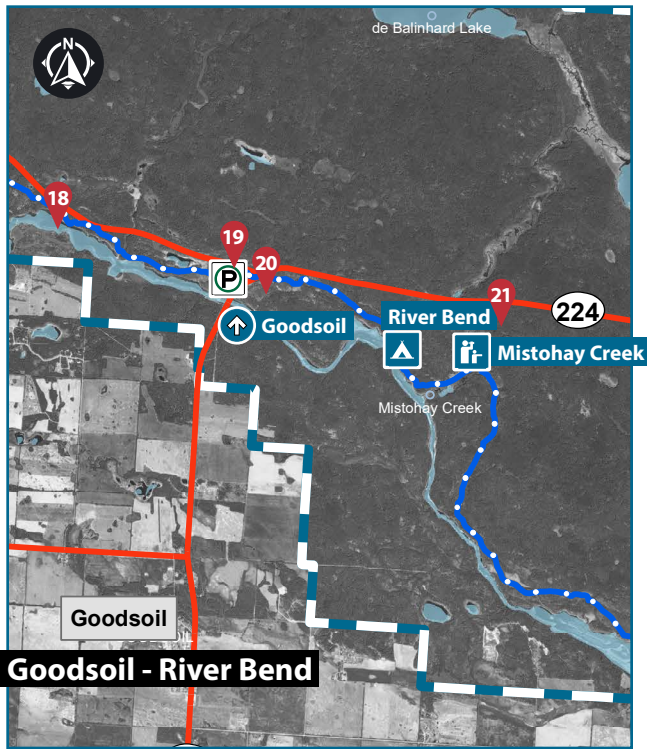 de Balinhard Lake
N
18
19
P
20
21
224
Goodsoil
River Bend
Mistohay Creek
Mistohay Creek
Goodsoil
Goodsoil - River Bend